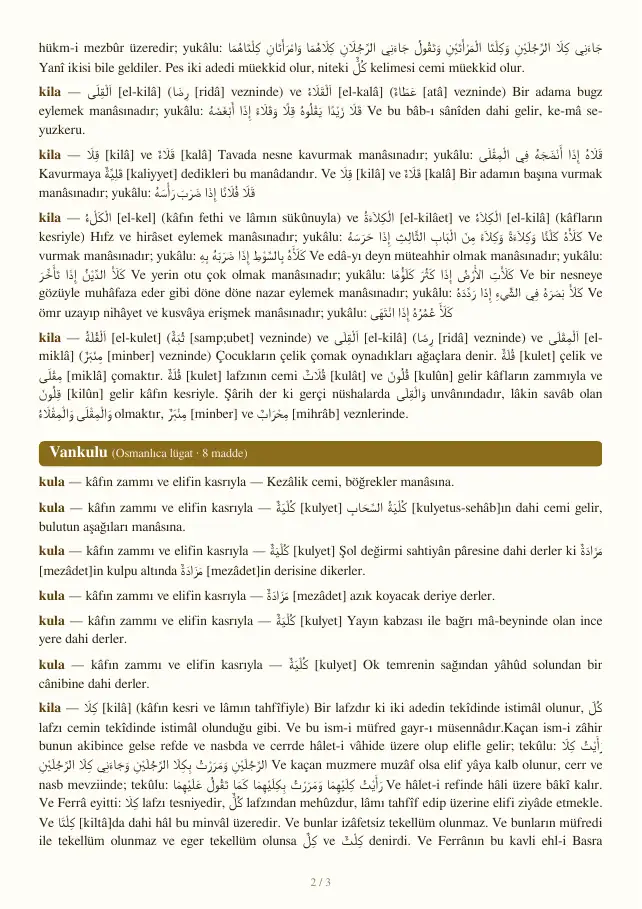 hükm-i mezbûr üzeredir; yukâlu: جَاءَنِي كِلَا الرَّجُلَيْنِ وَكِلْتَا الْمَرْأَتَيْنِ وَتَقُولُ جَاءَنِي الرَّجُلَانِ كِلَاهُمَا وَامْرَأَتَانِ كِلْتَاهُمَا
Yanî ikisi bile geldiler. Pes iki adedi müekkid olur, niteki كُلٌّ kelimesi cemi müekkid olur.
kila — اَلْقِلَى [el-kilâ] (رِضًا [ridâ] vezninde) ve اَلْقَلَاءُ [el-kalâ] (عَطَاءٌ [atâ] vezninde) Bir adama bugz
eylemek manâsınadır; yukâlu: قَلَا زَيْدًا يَقْلُوهُ قِلًا وَقَلَاءً إِذَا أَبْغَضَهُ Ve bu bâb-ı sânîden dahi gelir, ke-mâ se-
yuzkeru.
kila — قِلًا [kilâ] ve قَلَاءٌ [kalâ] Tavada nesne kavurmak manâsınadır; yukâlu: قَلَاهُ إِذَا أَنْضَجَهُ فِي الْمِقْلَى
Kavurmaya قَلِيَّةٌ [kaliyyet] dedikleri bu manâdandır. Ve قِلًا [kilâ] ve قَلَاءٌ [kalâ] Bir adamın başına vurmak
manâsınadır; yukâlu: قَلَا فُلَانًا إِذَا ضَرَبَ رَأْسَهُ
kila — اَلْكَلْءُ [el-kel] (kâfın fethi ve lâmın sükûnuyla) ve اَلْكِلَاءَةُ [el-kilâet] ve اَلْكِلَاءُ [el-kilâ] (kâfların
kesriyle) Hıfz ve hirâset eylemek manâsınadır; yukâlu: كَلَأَهُ كَلْئًا وَكِلَاءَةً وَكِلَاءً مِنَ الْبَابِ الثَّالِثِ إِذَا حَرَسَهُ Ve
vurmak manâsınadır; yukâlu: كَلَأَهُ بِالسَّوْطِ إِذَا ضَرَبَهُ بِهِ Ve edâ-yı deyn müteahhir olmak manâsınadır; yukâlu:
كَلَأَ الدَّيْنُ إِذَا تَأَخَّرَ Ve yerin otu çok olmak manâsınadır; yukâlu: كَلَأَتِ الْأَرْضُ إِذَا كَثُرَ كَلَؤُهَا Ve bir nesneye
gözüyle muhâfaza eder gibi döne döne nazar eylemek manâsınadır; yukâlu: كَلَأَ بَصَرَهُ فِي الشَّيْءِ إِذَا رَدَّدَهُ Ve
ömr uzayıp nihâyet ve kusvâya erişmek manâsınadır; yukâlu: كَلَأَ عُمُرُهُ إِذَا انْتَهَى
kila — اَلْقُلَةُ [el-kulet] (ثُبَةٌ [samp;ubet] vezninde) ve اَلْقِلَى [el-kilâ] (رِضَا [ridâ] vezninde) ve اَلْمِقْلَى [el-
miklâ] (مِنْبَرٌ [minber] vezninde) Çocukların çelik çomak oynadıkları ağaçlara denir. قُلَةٌ [kulet] çelik ve
مِقْلَى [miklâ] çomaktır. قُلَةٌ [kulet] lafzının cemi قُلَاتٌ [kulât] ve قُلُونَ [kulûn] gelir kâfların zammıyla ve
قِلُونَ [kilûn] gelir kâfın kesriyle. Şârih der ki gerçi nüshalarda وَالْقِلَى unvânındadır, lâkin savâb olan
وَالْمِقْلَى وَالْمِقْلَاءُ olmaktır, مِنْبَرٌ [minber] ve مِحْرَابٌ [mihrâb] veznlerinde.
Vankulu (Osmanlıca lügat · 8 madde)
kula — kâfın zammı ve elifin kasrıyla — Kezâlik cemi, böğrekler manâsına.
kula — kâfın zammı ve elifin kasrıyla — كُلْيَةٌ [kulyet] كُلْيَةُ السَّحَابِ [kulyetus-sehâb]ın dahi cemi gelir,
bulutun aşağıları manâsına.
kula — kâfın zammı ve elifin kasrıyla — كُلْيَةٌ [kulyet] Şol değirmi sahtiyân pâresine dahi derler ki مَزَادَةٌ
[mezâdet]in kulpu altında مَزَادَةٌ [mezâdet]in derisine dikerler.
kula — kâfın zammı ve elifin kasrıyla — مَزَادَةٌ [mezâdet] azık koyacak deriye derler.
kula — kâfın zammı ve elifin kasrıyla — كُلْيَةٌ [kulyet] Yayın kabzası ile bağrı mâ-beyninde olan ince
yere dahi derler.
kula — kâfın zammı ve elifin kasrıyla — كُلْيَةٌ [kulyet] Ok temrenin sağından yâhûd solundan bir
cânibine dahi derler.
kila — كِلَا [kilâ] (kâfın kesri ve lâmın tahfîfiyle) Bir lafzdır ki iki adedin tekîdinde istimâl olunur, كُلّ
lafzı cemin tekîdinde istimâl olunduğu gibi. Ve bu ism-i müfred gayr-ı müsennâdır.Kaçan ism-i zâhir
bunun akibince gelse refde ve nasbda ve cerrde hâlet-i vâhide üzere olup elifle gelir; tekûlu: رَأَيْتُ كِلَا
الرَّجُلَيْنِ وَمَرَرْتُ بِكِلَا الرَّجُلَيْنِ وَجَاءَنِي كِلَا الرَّجُلَيْنِ Ve kaçan muzmere muzâf olsa elif yâya kalb olunur, cerr ve
nasb mevziinde; tekûlu: رَأَيْتُ كِلَيْهِمَا وَمَرَرْتُ بِكِلَيْهِمَا كَمَا تَقُولُ عَلَيْهِمَا Ve hâlet-i refinde hâli üzere bâkî kalır.
Ve Ferrâ eyitti: كِلَا lafzı tesniyedir, كُلٌّ lafzından mehûzdur, lâmı tahfîf edip üzerine elifi ziyâde etmekle.
Ve كِلْتَا [kiltâ]da dahi hâl bu minvâl üzeredir. Ve bunlar izâfetsiz tekellüm olunmaz. Ve bunların müfredi
ile tekellüm olunmaz ve eger tekellüm olunsa كِلٌ ve كِلْتٌ denirdi. Ve Ferrânın bu kavli ehl-i Basra
2 / 3